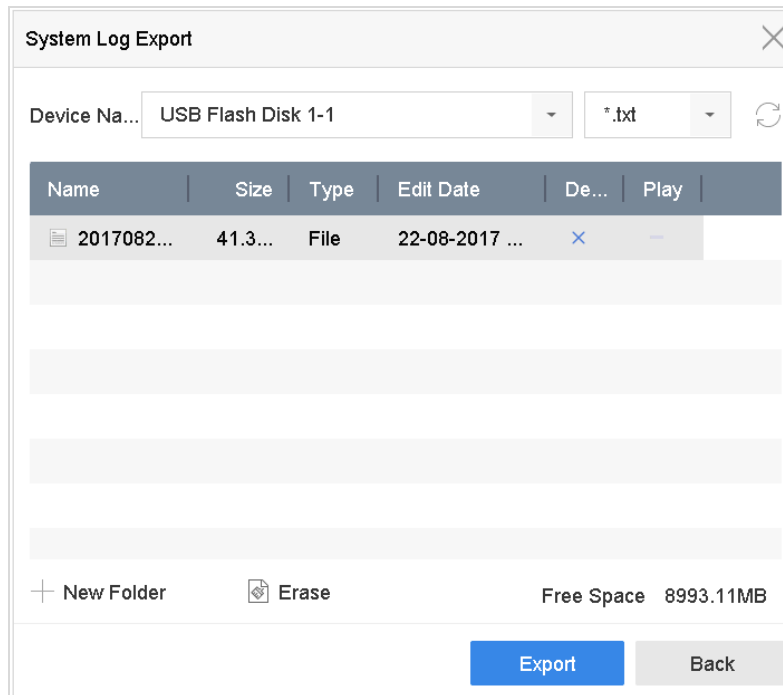 System Log Export
Device Na... USB Flash Disk 1-1 *.txt
Name Size Type Edit Date De... Play
2017082... 41.3... File 22-08-2017 ...
New Folder Erase Free Space 8993.11MB
Export Back